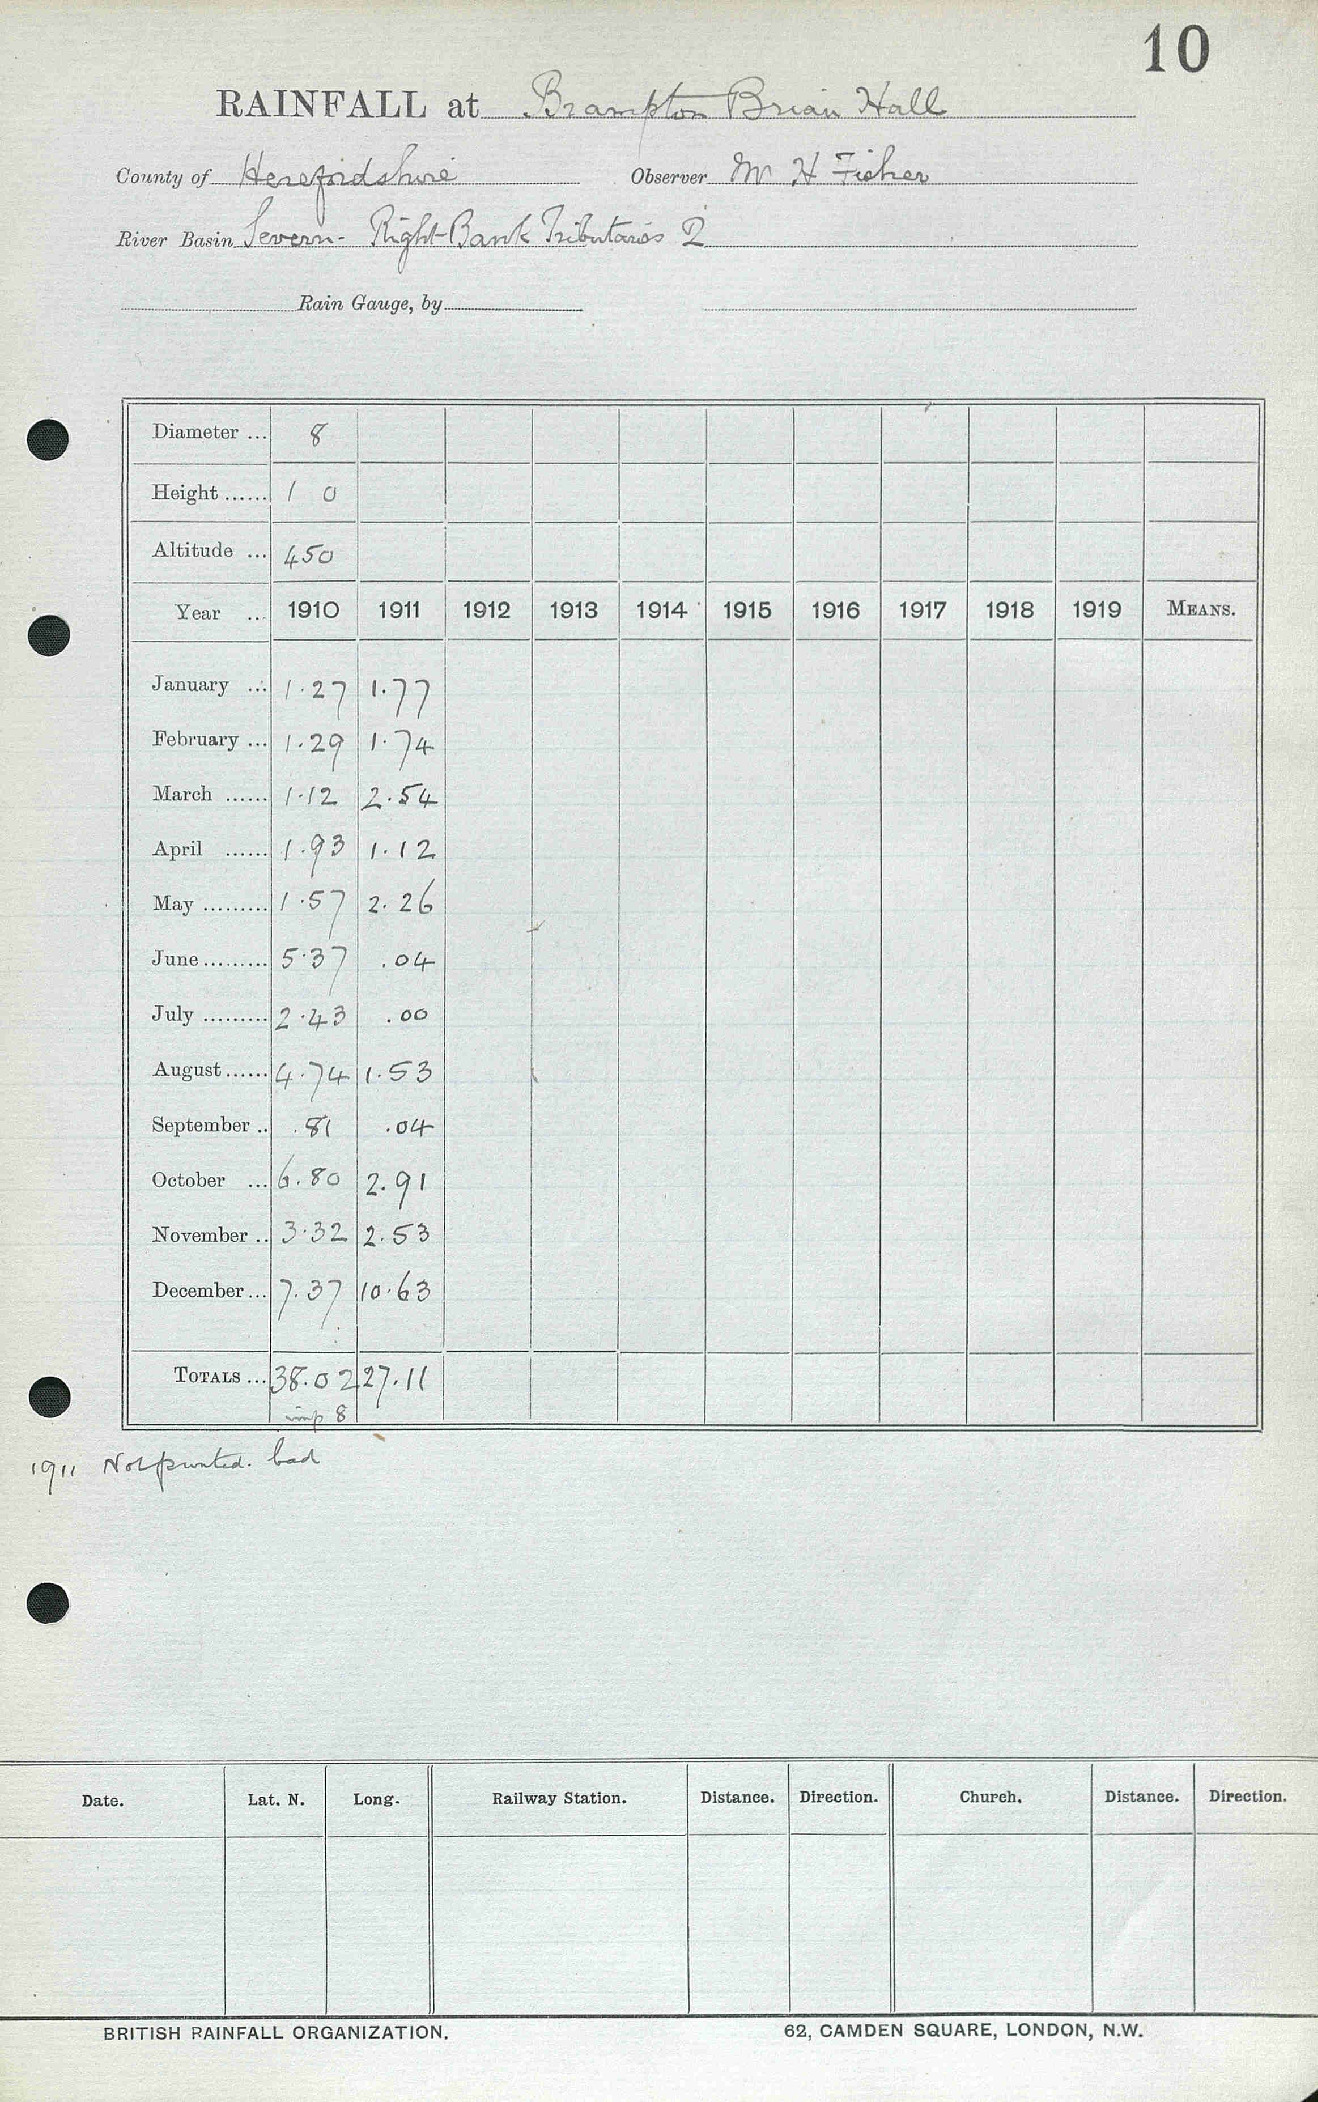 10
RAINFALL at Brampton Brian Hall
County of Herefordshire Observer Mr H Fisher
River Basin Severn - Right Bank Tributaries 2
Rain Gauge, by
Diameter ... 8
Height ...... 1 0
Altitude ... 450
Year ... 1910 1911 1912 1913 1914 1915 1916 1917 1918 1919 MEANS.
January ... 1.27 1.77
February ... 1.29 1.74
March ...... 1.12 2.54
April ...... 1.93 1.12
May ......... 1.57 2.26
June ......... 5.37 .04
July ......... 2.43 .00
August ...... 4.74 1.53
September .. .81 .04
October ... 6.80 2.91
November .. 3.32 2.53
December ... 7.37 10.63
TOTALS ... 38.02 27.11
imp 8
1911 Not printed. bad
Date. Lat. N. Long. Railway Station. Distance. Direction. Church. Distance. Direction.
BRITISH RAINFALL ORGANIZATION. 62, CAMDEN SQUARE, LONDON, N.W.